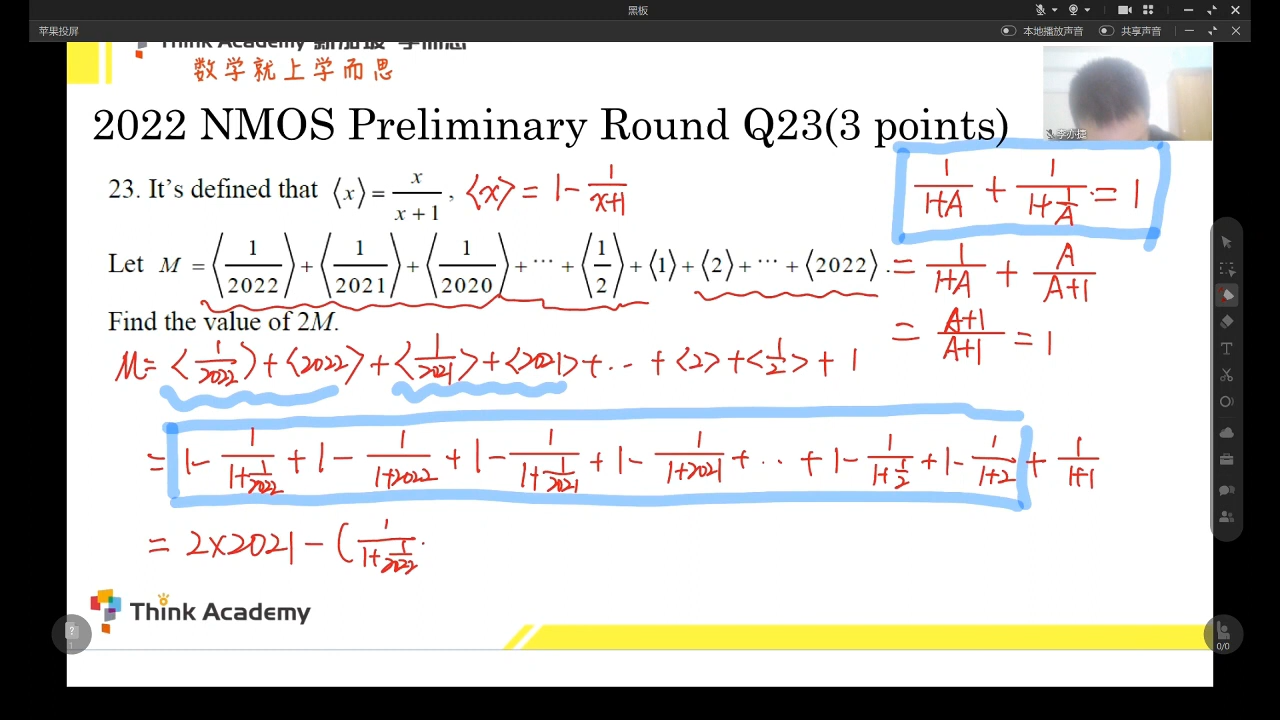 黑板
苹果投屏
本地播放声音 共享声音
Think Academy 新加坡 学而思
数学就上学而思
李亦捷
2022 NMOS Preliminary Round Q23(3 points)
23. It's defined that ⟨x⟩ = x/(x + 1), ⟨x⟩ = 1 − 1/(x+1)
Let M = ⟨1/2022⟩ + ⟨1/2021⟩ + ⟨1/2020⟩ + ⋯ + ⟨1/2⟩ + ⟨1⟩ + ⟨2⟩ + ⋯ + ⟨2022⟩.
Find the value of 2M.
M = ⟨1/2022⟩ + ⟨2022⟩ + ⟨1/2021⟩ + ⟨2021⟩ + ... + ⟨2⟩ + ⟨1/2⟩ + 1
= 1 − 1/(1+1/2022) + 1 − 1/(1+2022) + 1 − 1/(1+1/2021) + 1 − 1/(1+2021) + ... + 1 − 1/(1+1/2) + 1 − 1/(1+2) + 1/(1+1)
= 2×2021 − (1/(1+1/2022)
1/(1+A) + 1/(1+1/A) = 1
= 1/(1+A) + A/(A+1)
= (A+1)/(A+1) = 1
Think Academy
?
1
0/0